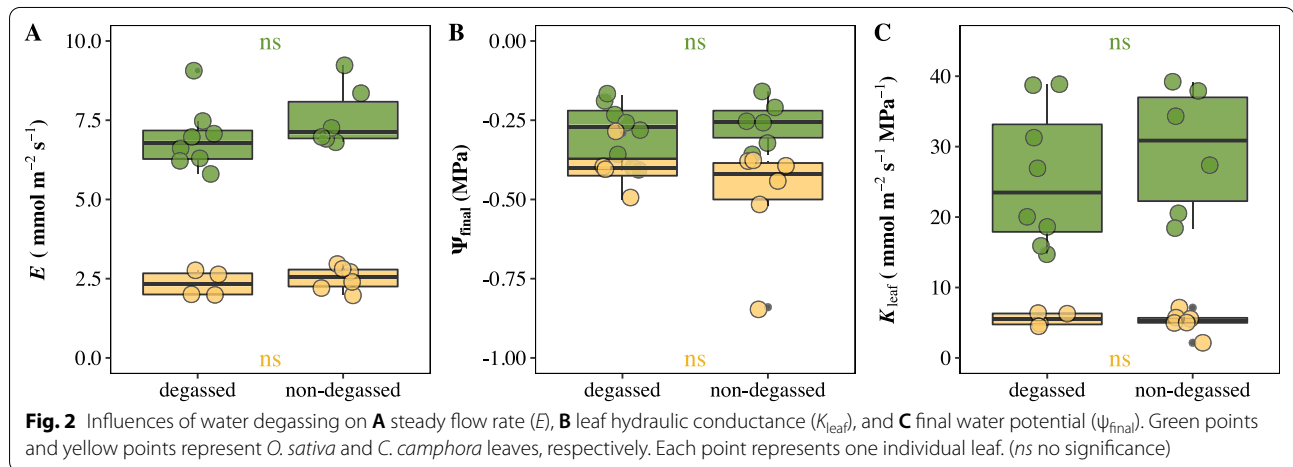 A
E ( mmol m⁻² s⁻¹)
10.0
7.5
5.0
2.5
0.0
ns
ns
degassed non-degassed
B
Ψfinal (MPa)
0.00
-0.25
-0.50
-0.75
-1.00
ns
ns
degassed non-degassed
C
Kleaf ( mmol m⁻² s⁻¹ MPa⁻¹)
40
30
20
10
0
ns
ns
degassed non-degassed
Fig. 2 Influences of water degassing on A steady flow rate (E), B leaf hydraulic conductance (Kleaf), and C final water potential (ψfinal). Green points
and yellow points represent O. sativa and C. camphora leaves, respectively. Each point represents one individual leaf. (ns no significance)